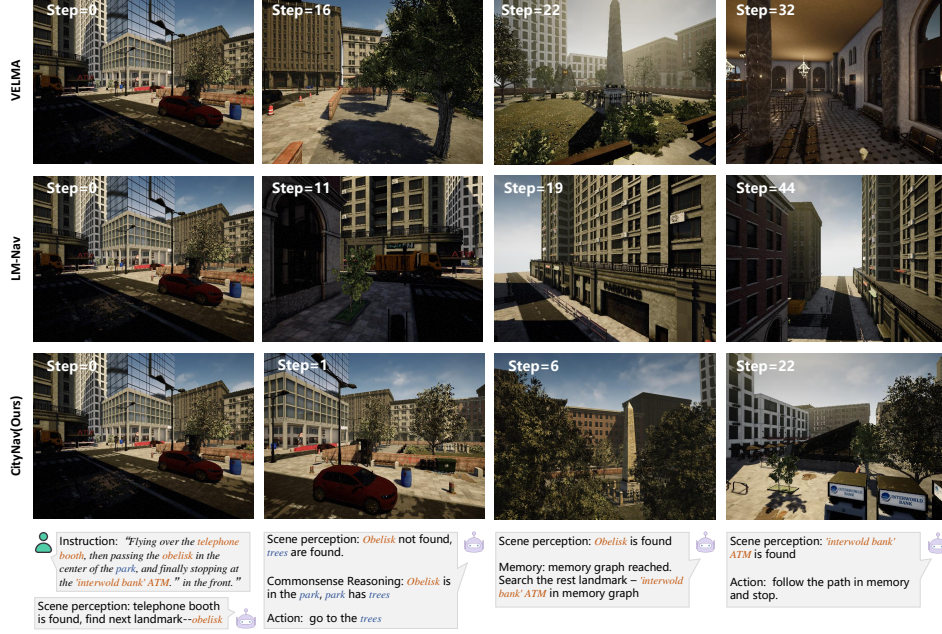 VELMA
Step=0
Step=16
Step=22
Step=32
LM-Nav
Step=0
Step=11
Step=19
Step=44
PARKING
CityNav(Ours)
Step=0
Step=1
Step=6
Step=22
INTERWORLD
BANK
INTERWORLD
BANK
Instruction: "Flying over the telephone
booth, then passing the obelisk in the
center of the park, and finally stopping at
the 'interwold bank' ATM." in the front."
Scene perception: telephone booth
is found, find next landmark--obelisk
Scene perception: Obelisk not found,
trees are found.
Commonsense Reasoning: Obelisk is
in the park, park has trees
Action: go to the trees
Scene perception: Obelisk is found
Memory: memory graph reached.
Search the rest landmark – 'interwold
bank' ATM in memory graph
Scene perception: 'interwold bank'
ATM is found
Action: follow the path in memory
and stop.